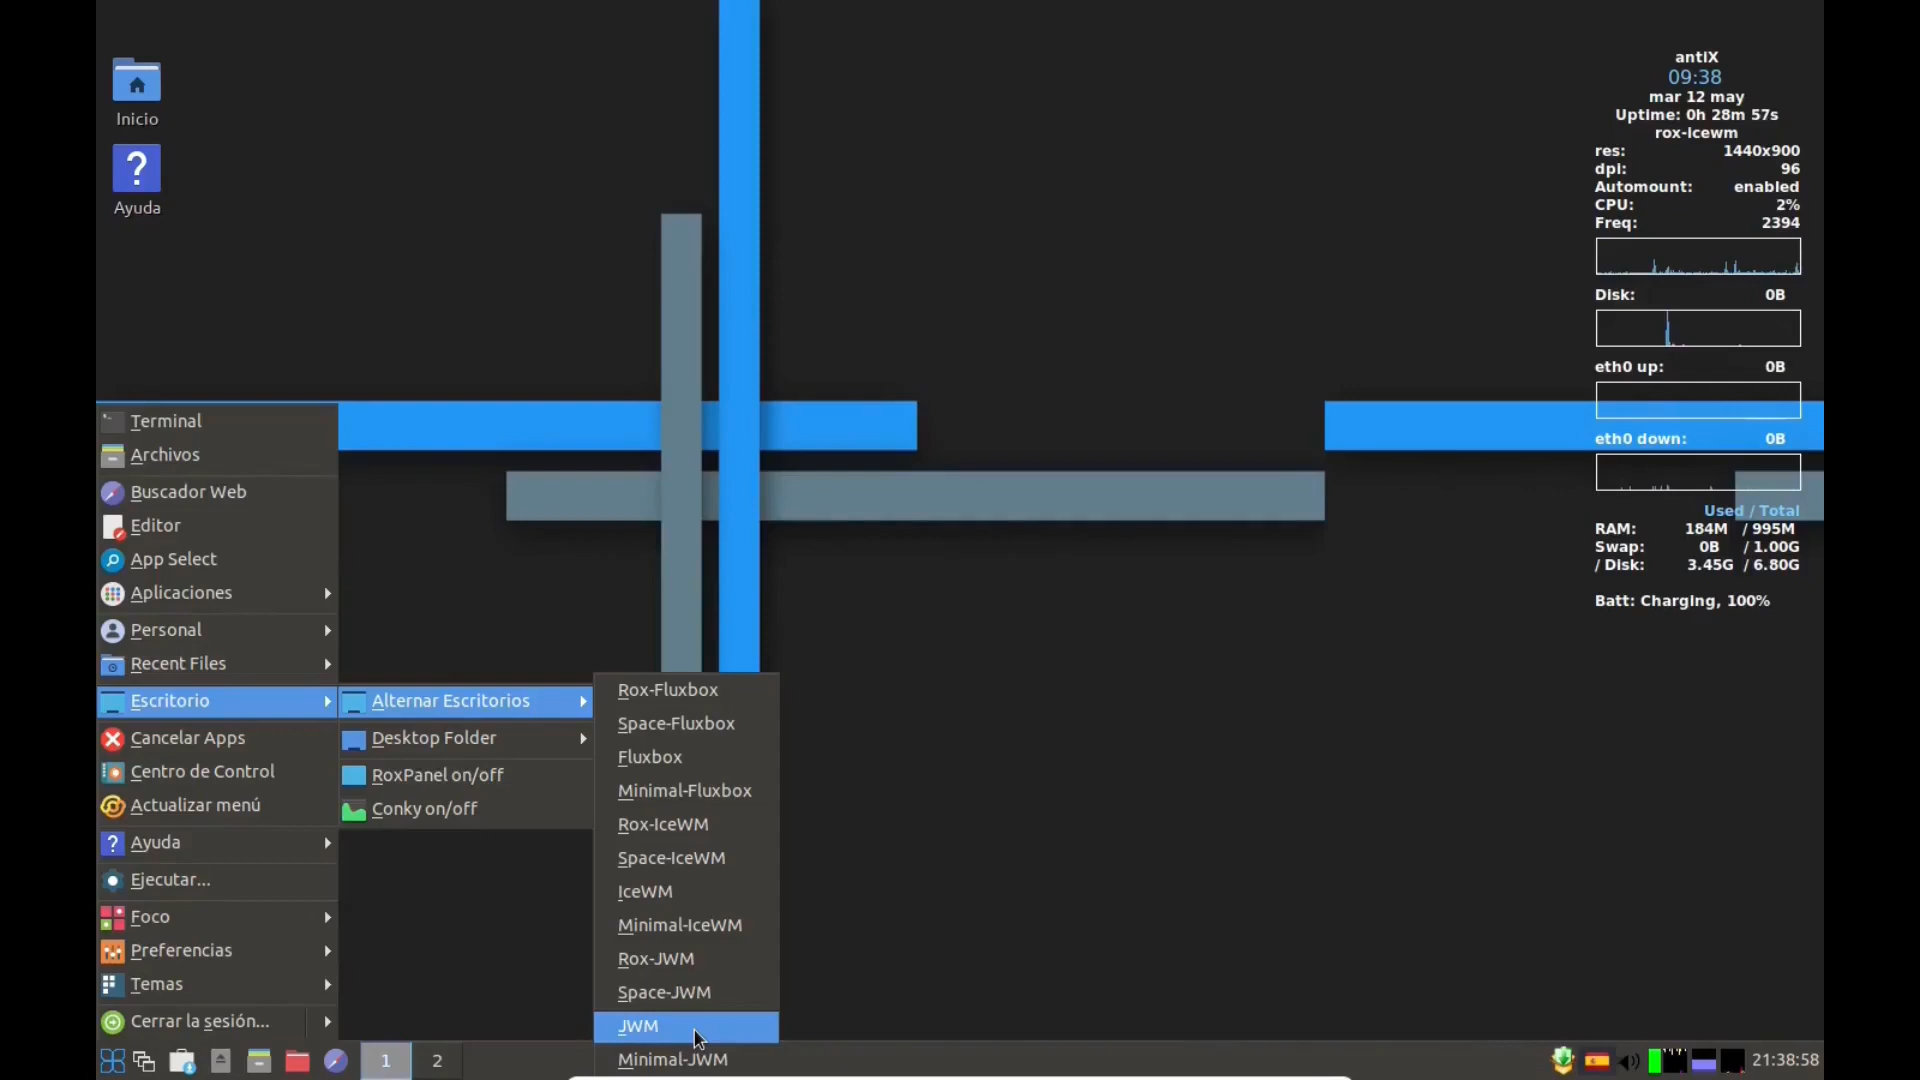 Inicio
?
Ayuda
antiX
09:38
mar 12 may
Uptime: 0h 28m 57s
rox-icewm
res: 1440x900
dpi: 96
Automount: enabled
CPU: 2%
Freq: 2394
Disk: 0B
eth0 up: 0B
eth0 down: 0B
Used / Total
RAM: 184M / 995M
Swap: 0B / 1.00G
/ Disk: 3.45G / 6.80G
Batt: Charging, 100%
Terminal
Archivos
Buscador Web
Editor
App Select
Aplicaciones
Personal
Recent Files
Escritorio
Cancelar Apps
Centro de Control
Actualizar menú
? Ayuda
Ejecutar...
Foco
Preferencias
Temas
Cerrar la sesión...
Alternar Escritorios
Desktop Folder
RoxPanel on/off
Conky on/off
Rox-Fluxbox
Space-Fluxbox
Fluxbox
Minimal-Fluxbox
Rox-IceWM
Space-IceWM
IceWM
Minimal-IceWM
Rox-JWM
Space-JWM
JWM
Minimal-JWM
1 2
21:38:58